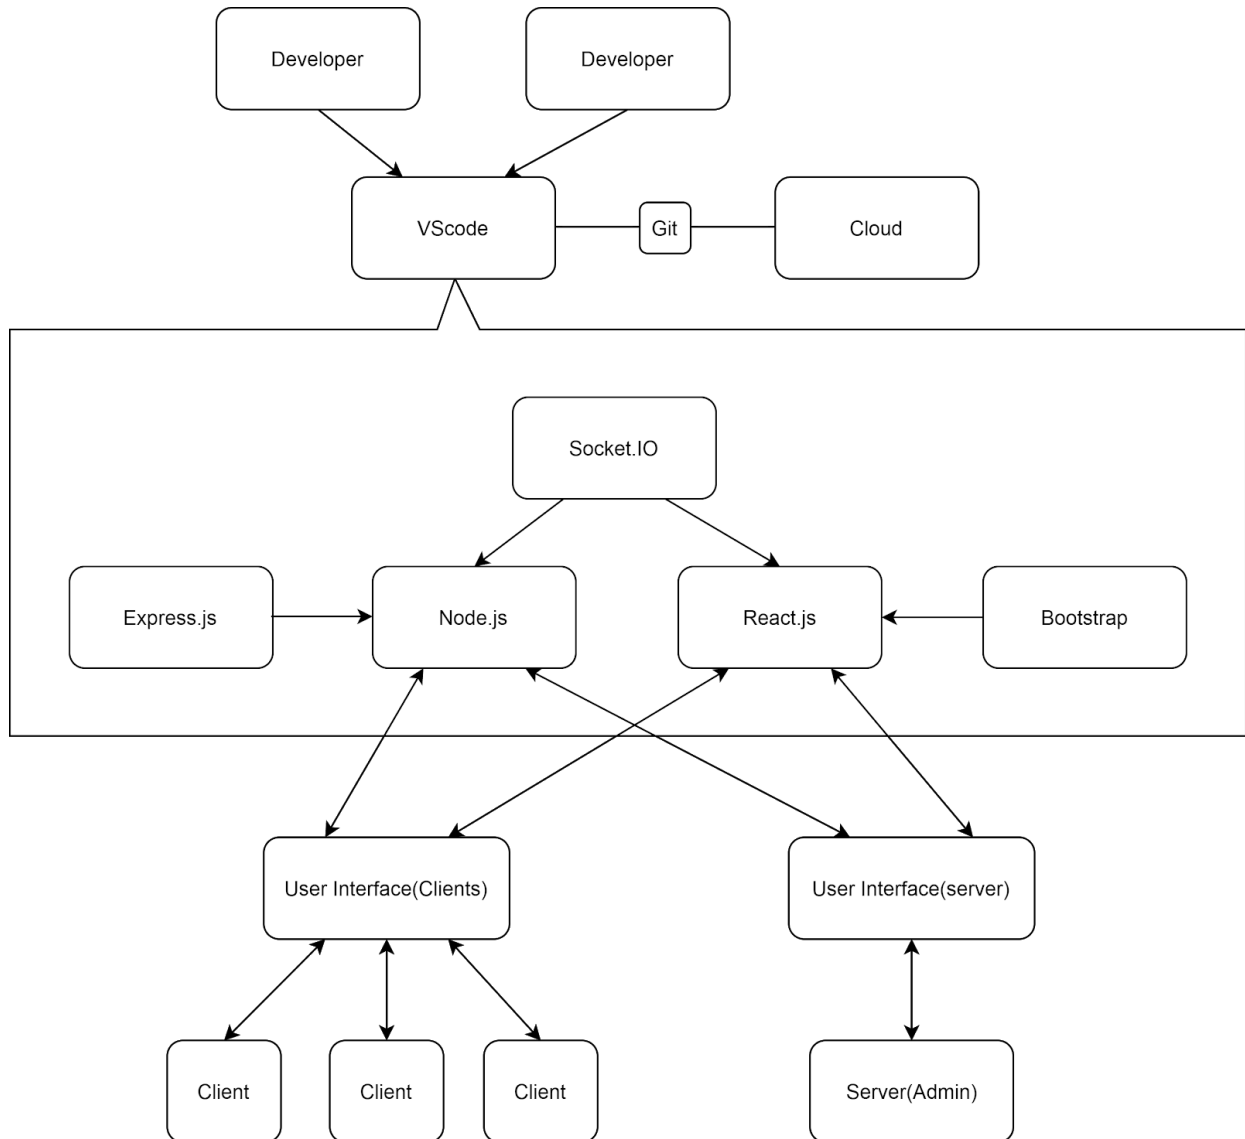 Developer
Developer
VScode
Git
Cloud
Socket.IO
Express.js
Node.js
React.js
Bootstrap
User Interface(Clients)
User Interface(server)
Client
Client
Client
Server(Admin)